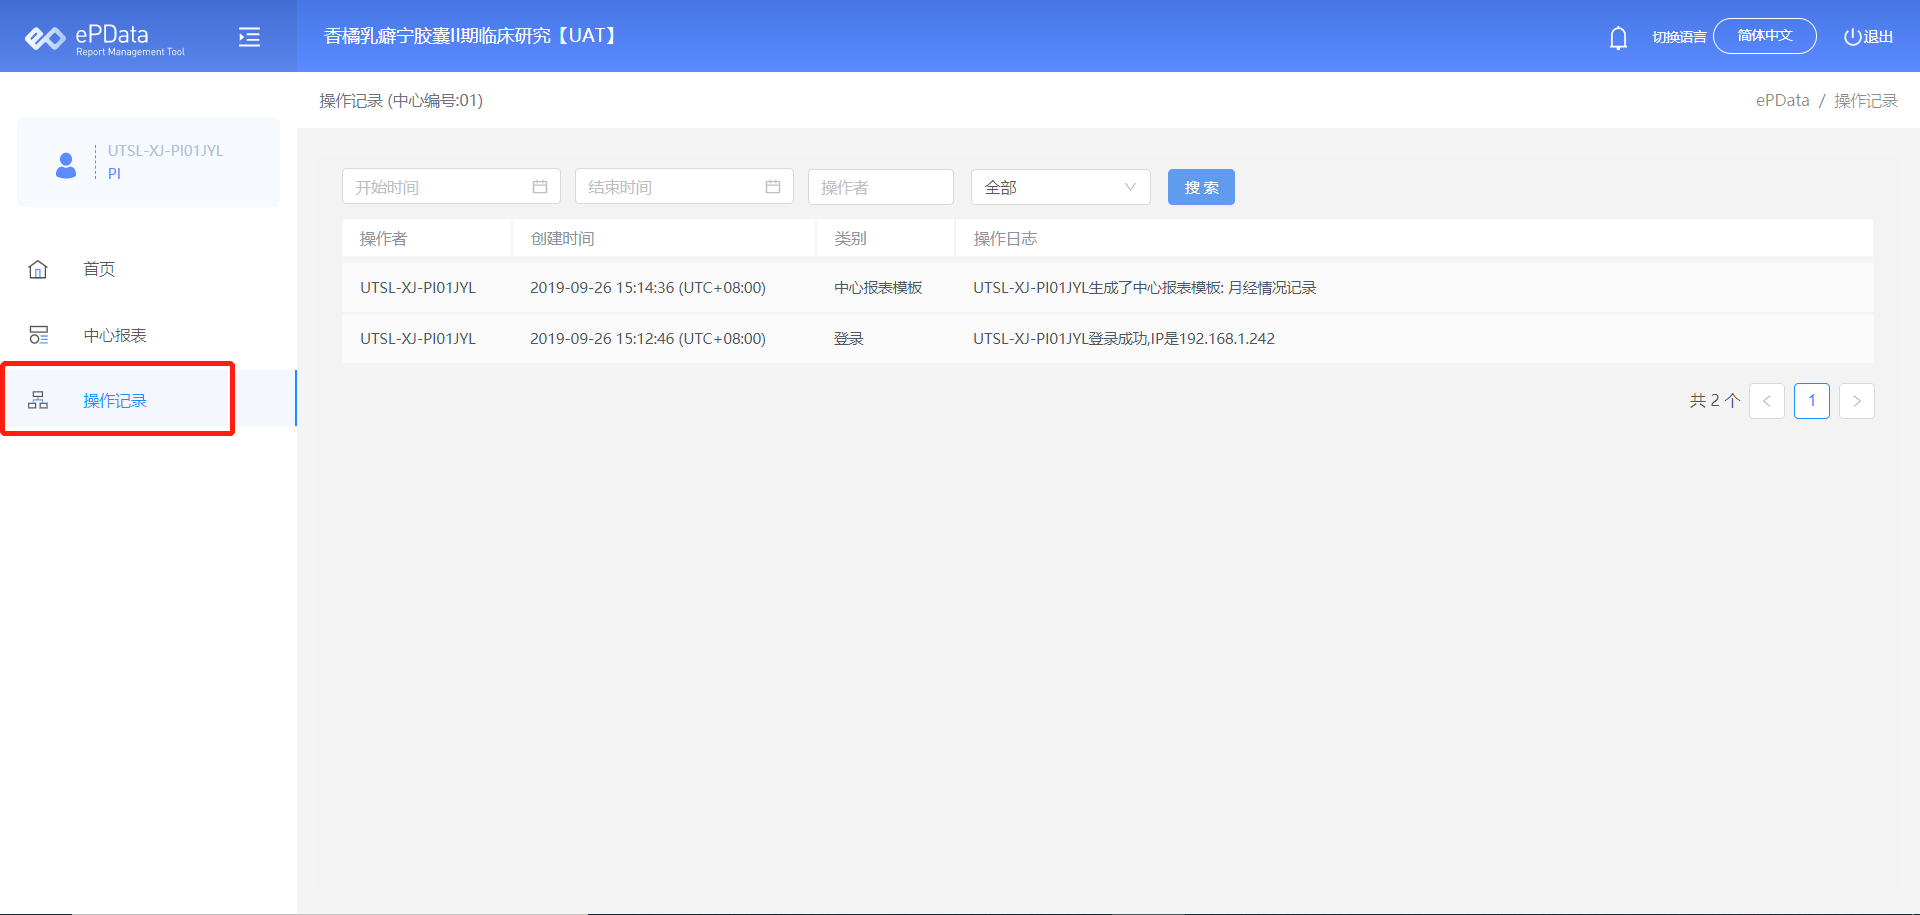 ePData
Report Management Tool
香橘乳癖宁胶囊II期临床研究【UAT】
切换语言 简体中文 退出
操作记录 (中心编号:01)
ePData / 操作记录
UTSL-XJ-PI01JYL
PI
首页
中心报表
操作记录
开始时间 结束时间 操作者 全部 搜 索
操作者 创建时间 类别 操作日志
UTSL-XJ-PI01JYL 2019-09-26 15:14:36 (UTC+08:00) 中心报表模板 UTSL-XJ-PI01JYL生成了中心报表模板: 月经情况记录
UTSL-XJ-PI01JYL 2019-09-26 15:12:46 (UTC+08:00) 登录 UTSL-XJ-PI01JYL登录成功,IP是192.168.1.242
共 2 个 < 1 >